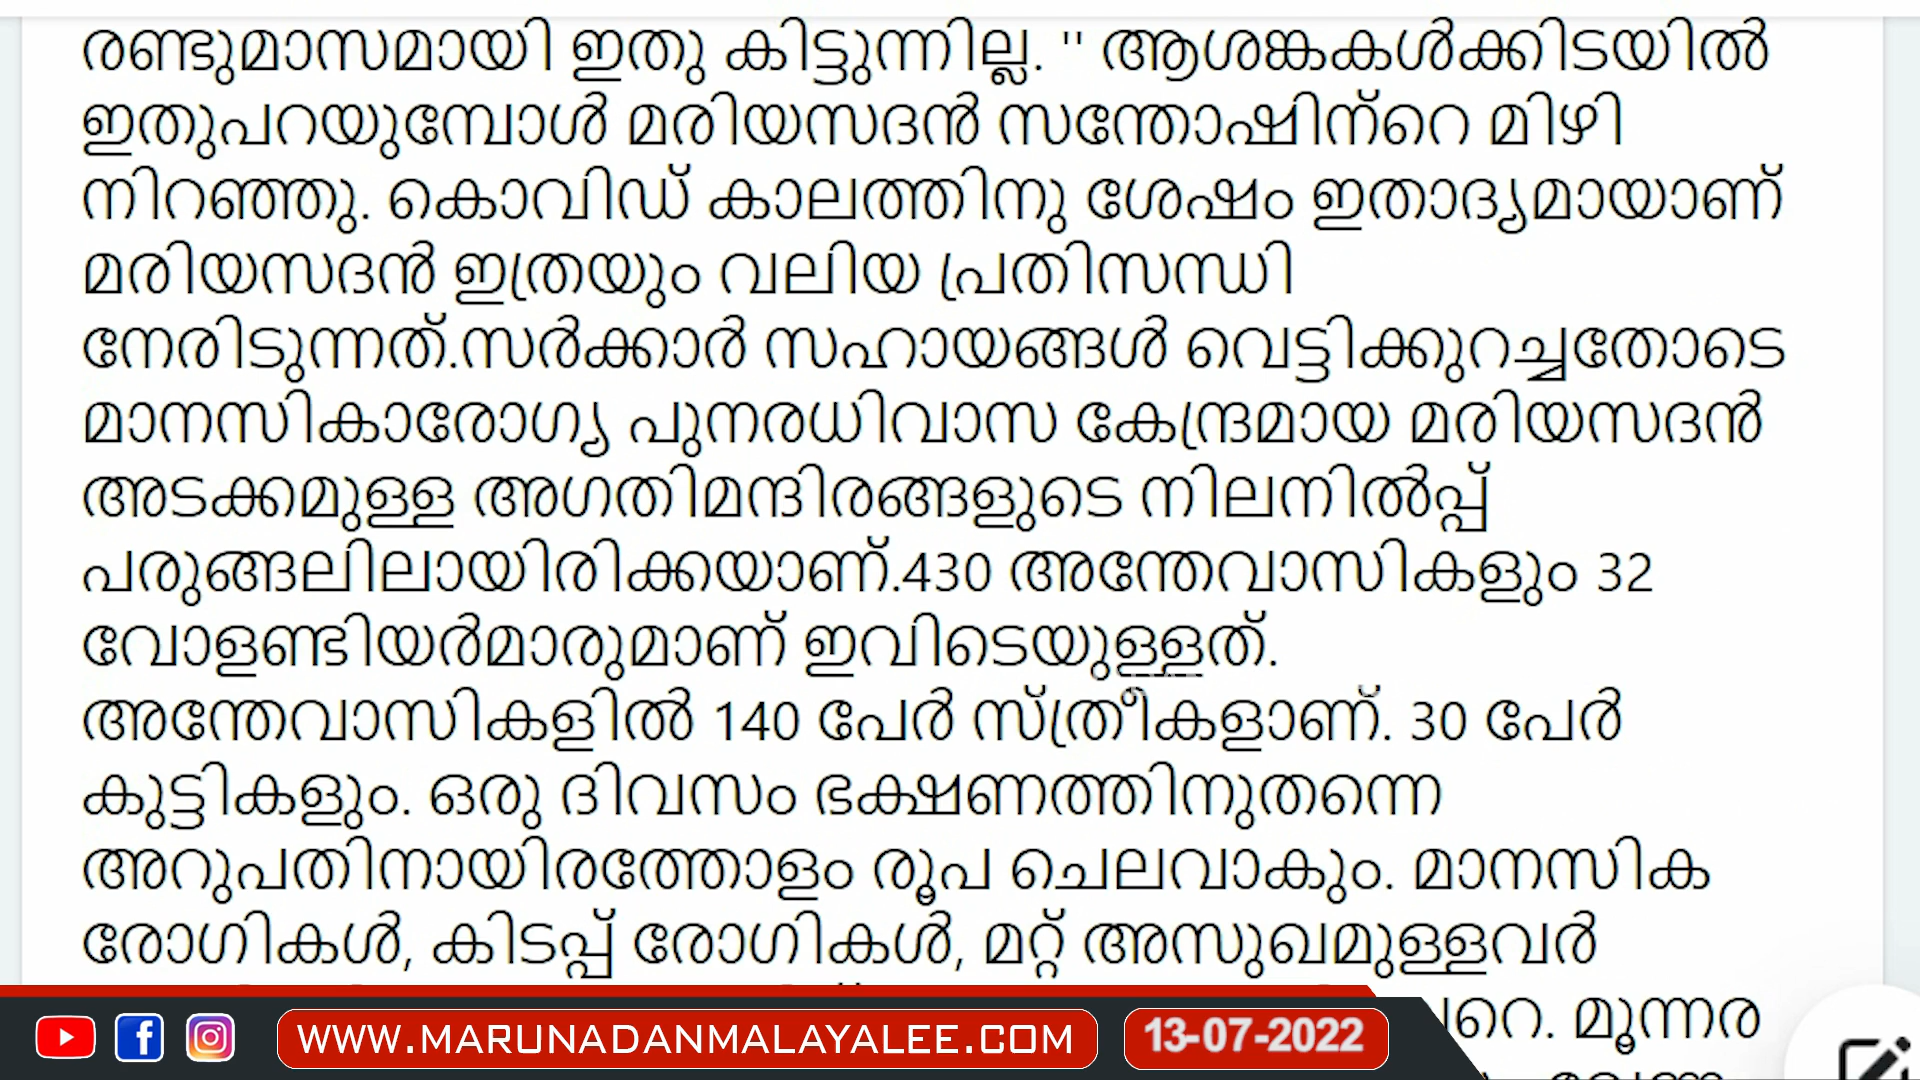 രണ്ടുമാസമായി ഇതു കിട്ടുന്നില്ല. '' ആശങ്കകൾക്കിടയിൽ
ഇതുപറയുമ്പോൾ മരിയസദൻ സന്തോഷിന്റെ മിഴി
നിറഞ്ഞു. കൊവിഡ് കാലത്തിനു ശേഷം ഇതാദ്യമായാണ്
മരിയസദൻ ഇത്രയും വലിയ പ്രതിസന്ധി
നേരിടുന്നത്.സർക്കാർ സഹായങ്ങൾ വെട്ടിക്കുറച്ചതോടെ
മാനസികാരോഗ്യ പുനരധിവാസ കേന്ദ്രമായ മരിയസദൻ
അടക്കമുള്ള അഗതിമന്ദിരങ്ങളുടെ നിലനിൽപ്പ്
പരുങ്ങലിലായിരിക്കയാണ്.430 അന്തേവാസികളും 32
വോളണ്ടിയർമാരുമാണ് ഇവിടെയുള്ളത്.
അന്തേവാസികളിൽ 140 പേർ സ്ത്രീകളാണ്. 30 പേർ
കുട്ടികളും. ഒരു ദിവസം ഭക്ഷണത്തിനുതന്നെ
അറുപതിനായിരത്തോളം രൂപ ചെലവാകും. മാനസിക
രോഗികൾ, കിടപ്പ് രോഗികൾ, മറ്റ് അസുഖമുള്ളവർ
മൂന്നര
WWW.MARUNADANMALAYALEE.COM
13-07-2022